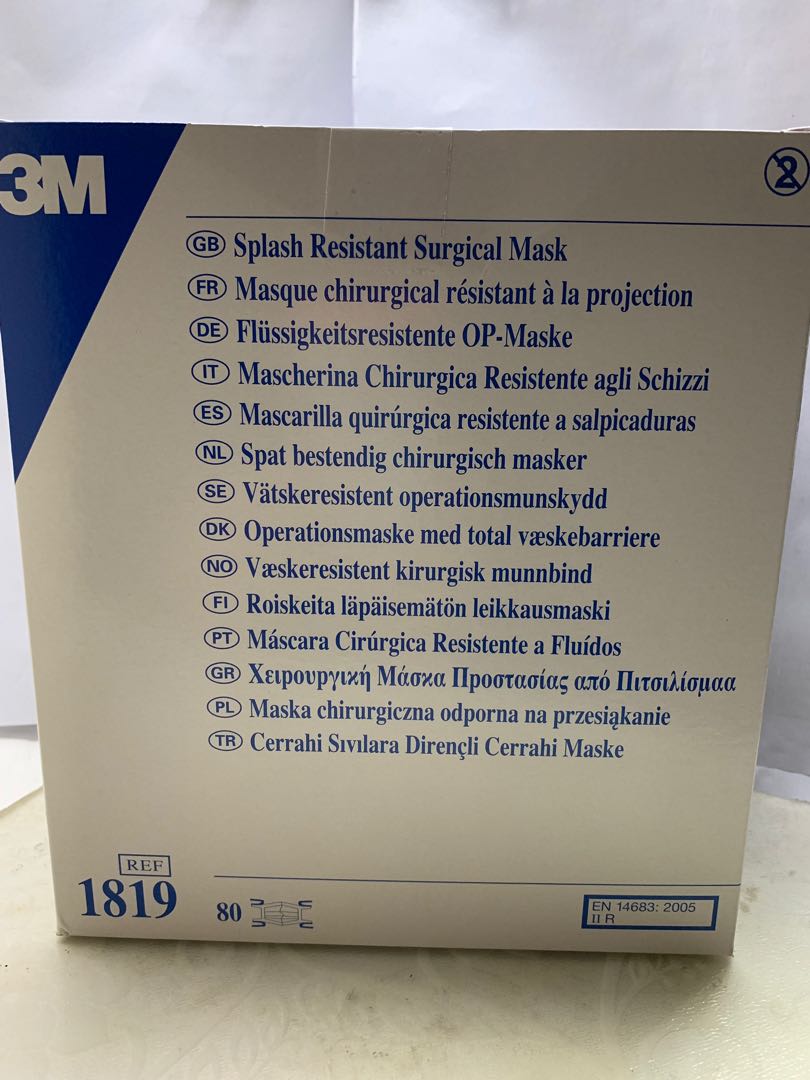 3M
2
GB Splash Resistant Surgical Mask
FR Masque chirurgical résistant à la projection
DE Flüssigkeitsresistente OP-Maske
IT Mascherina Chirurgica Resistente agli Schizzi
ES Mascarilla quirúrgica resistente a salpicaduras
NL Spat bestendig chirurgisch masker
SE Vätskeresistent operationsmunskydd
DK Operationsmaske med total væskebarriere
NO Væskeresistent kirurgisk munnbind
FI Roiskeita läpäisemätön leikkausmaski
PT Máscara Cirúrgica Resistente a Fluídos
GR Χειρουργική Μάσκα Προστασίας από Πιτσιλίσμαα
PL Maska chirurgiczna odporna na przesiąkanie
TR Cerrahi Sıvılara Dirençli Cerrahi Maske
REF
1819
80
EN 14683: 2005
II R